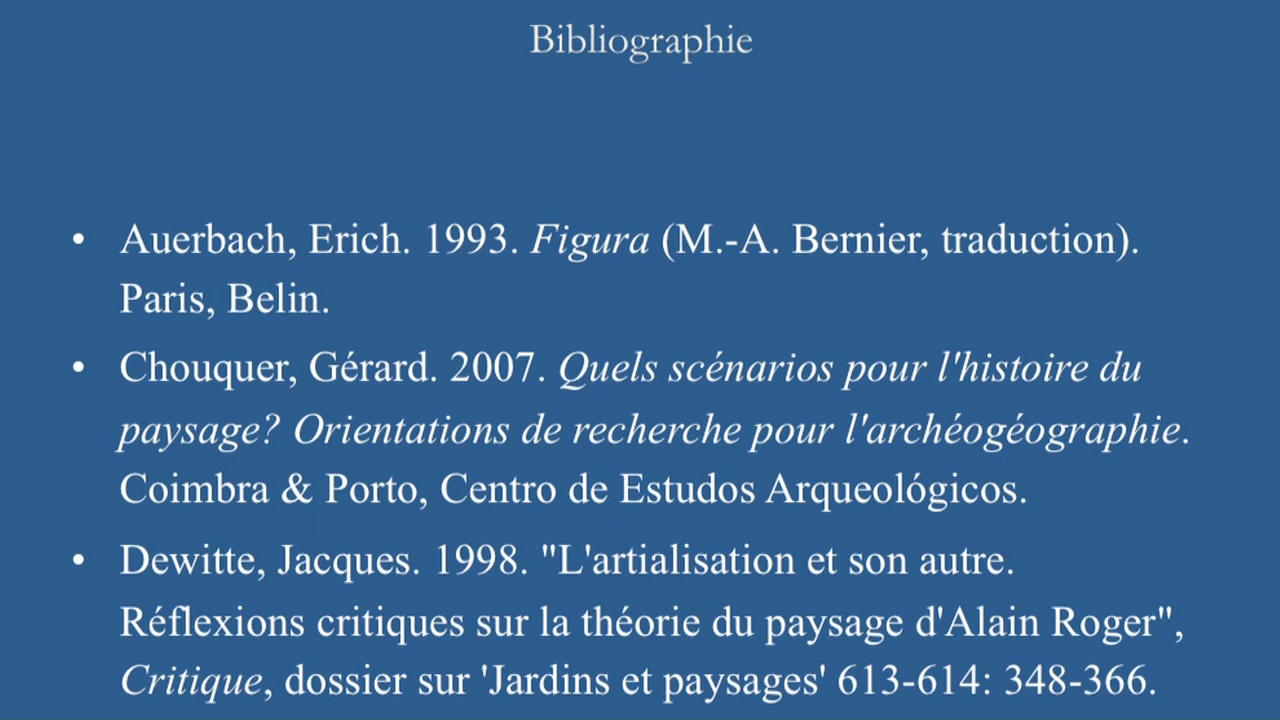 Bibliographie
• Auerbach, Erich. 1993. Figura (M.-A. Bernier, traduction).
Paris, Belin.
• Chouquer, Gérard. 2007. Quels scénarios pour l'histoire du
paysage? Orientations de recherche pour l'archéogéographie.
Coimbra & Porto, Centro de Estudos Arqueológicos.
• Dewitte, Jacques. 1998. "L'artialisation et son autre.
Réflexions critiques sur la théorie du paysage d'Alain Roger",
Critique, dossier sur 'Jardins et paysages' 613-614: 348-366.